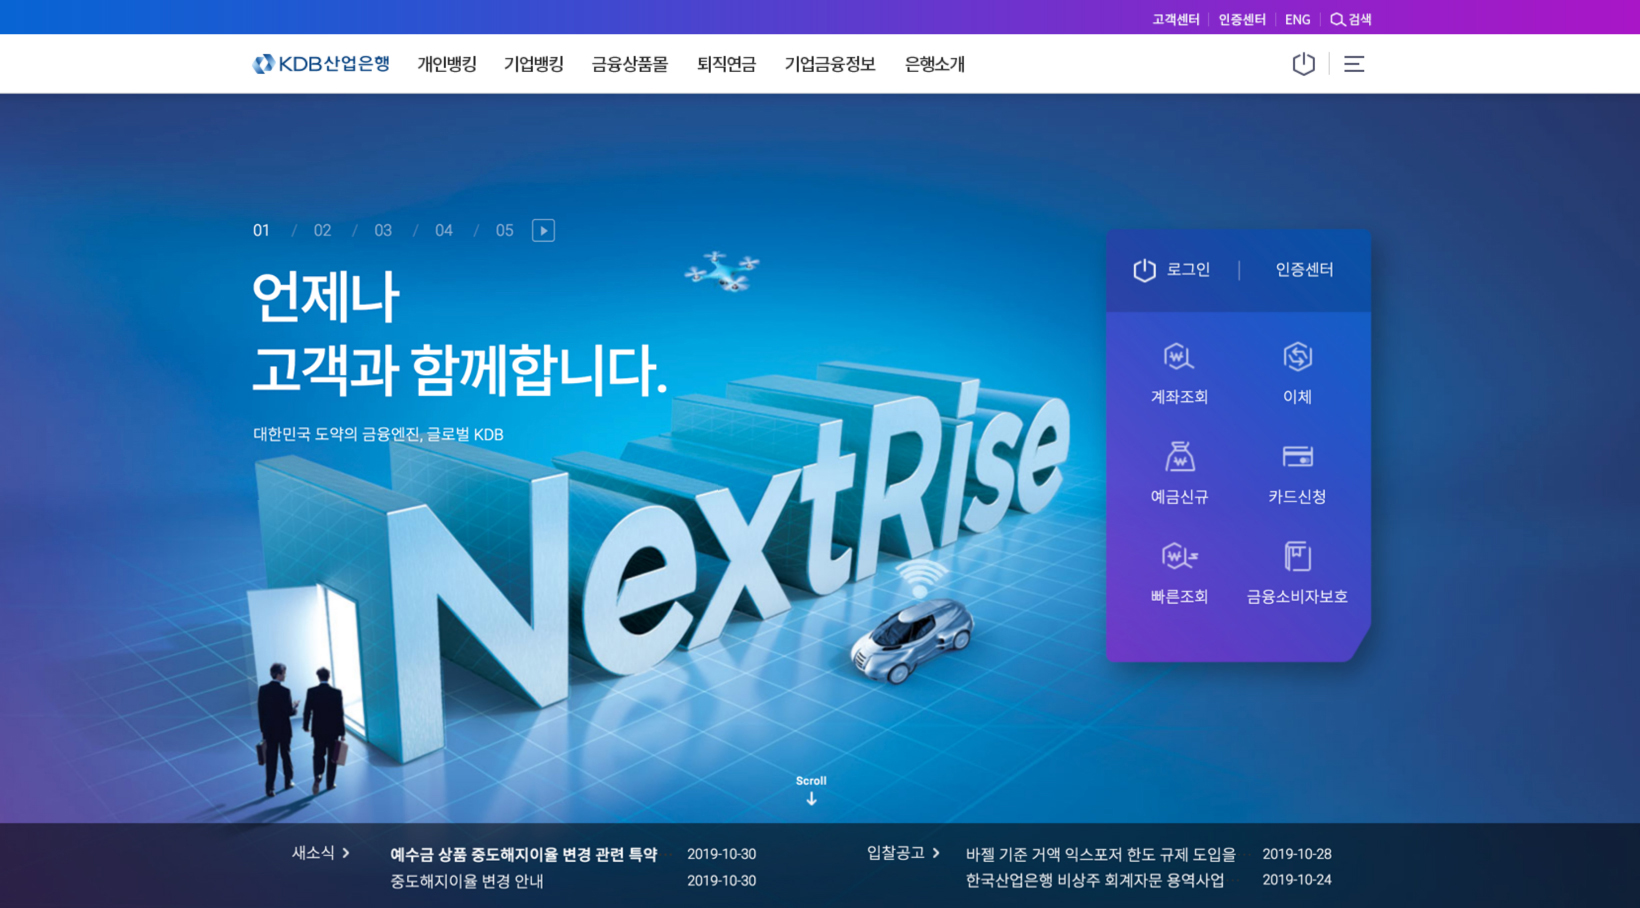 고객센터 인증센터 ENG 검색
KDB산업은행 개인뱅킹 기업뱅킹 금융상품몰 퇴직연금 기업금융정보 은행소개
01 / 02 / 03 / 04 / 05
언제나
고객과 함께합니다.
대한민국 도약의 금융엔진, 글로벌 KDB
NextRise
로그인 | 인증센터
계좌조회 이체
예금신규 카드신청
빠른조회 금융소비자보호
Scroll
새소식
예수금 상품 중도해지이율 변경 관련 특약 2019-10-30
중도해지이율 변경 안내 2019-10-30
입찰공고
바젤 기준 거액 익스포저 한도 규제 도입을 2019-10-28
한국산업은행 비상주 회계자문 용역사업 2019-10-24